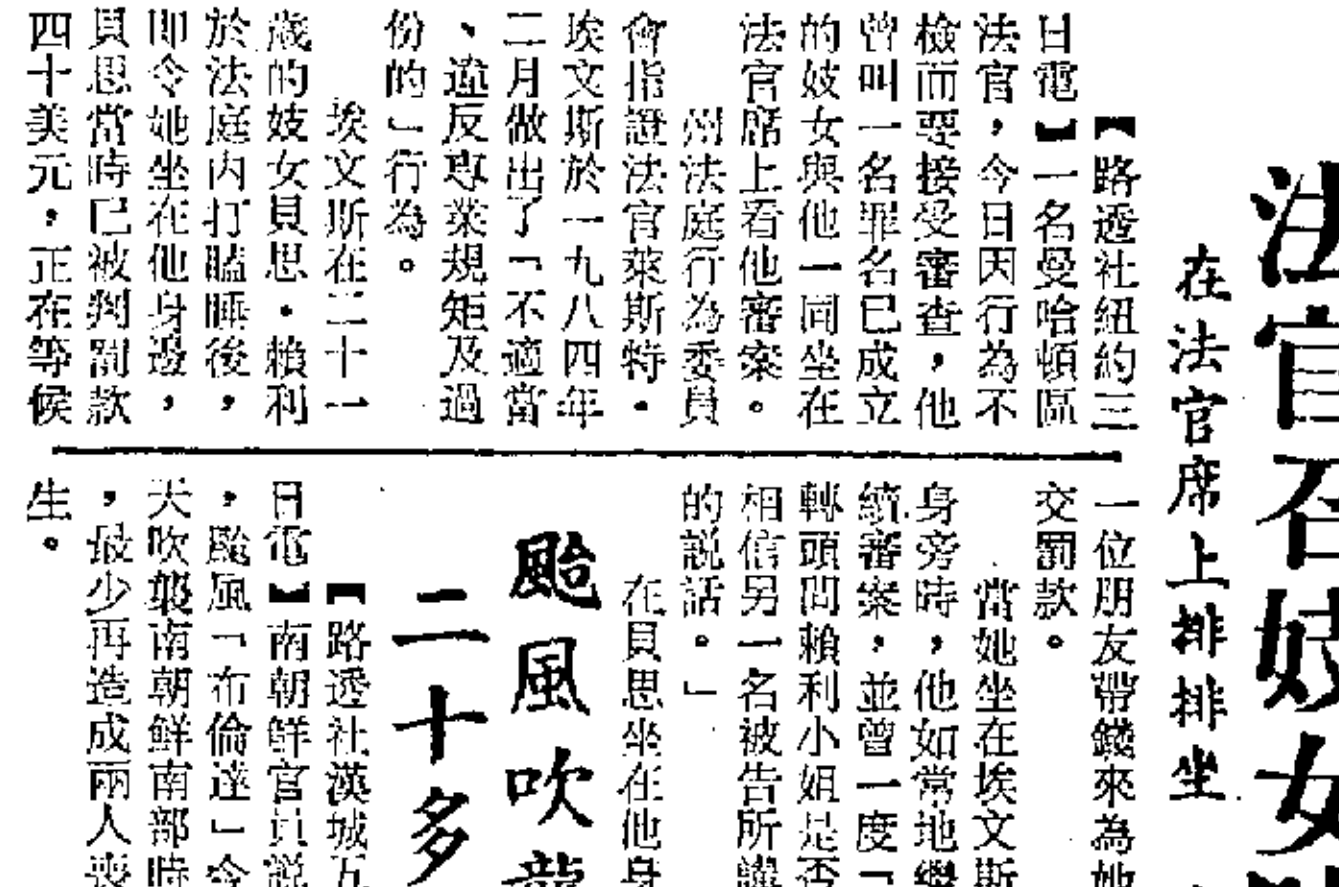 法官召妓女
在法官席上排排坐
【路透社紐約三
日電】一名曼哈頓區
法官，今日因行為不
檢而要接受審查，他
曾叫一名罪名已成立
的妓女與他一同坐在
法官席上看他審案。
州法庭行為委員
會指證法官萊斯特·
埃文斯於一九八四年
二月做出了「不適當
、違反專業規矩及過
份的」行為。
埃文斯在二十一
歲的妓女貝思·賴利
於法庭内打瞌睡後，
即令她坐在他身邊，
貝思當時已被判罰款
四十美元，正在等候
一位朋友帶錢來為她
交罰款。
當她坐在埃文斯
身旁時，他如常地繼
續審案，並曾一度「
轉頭問賴利小姐是否
相信另一名被告所講
的説話。」
在貝思坐在他身
颱風吹襲
二十多
【路透社漢城五
日電】南朝鮮官員説
，颱風「布倫達」今
天吹襲南朝鮮南部時
，最少再造成兩人喪
生。